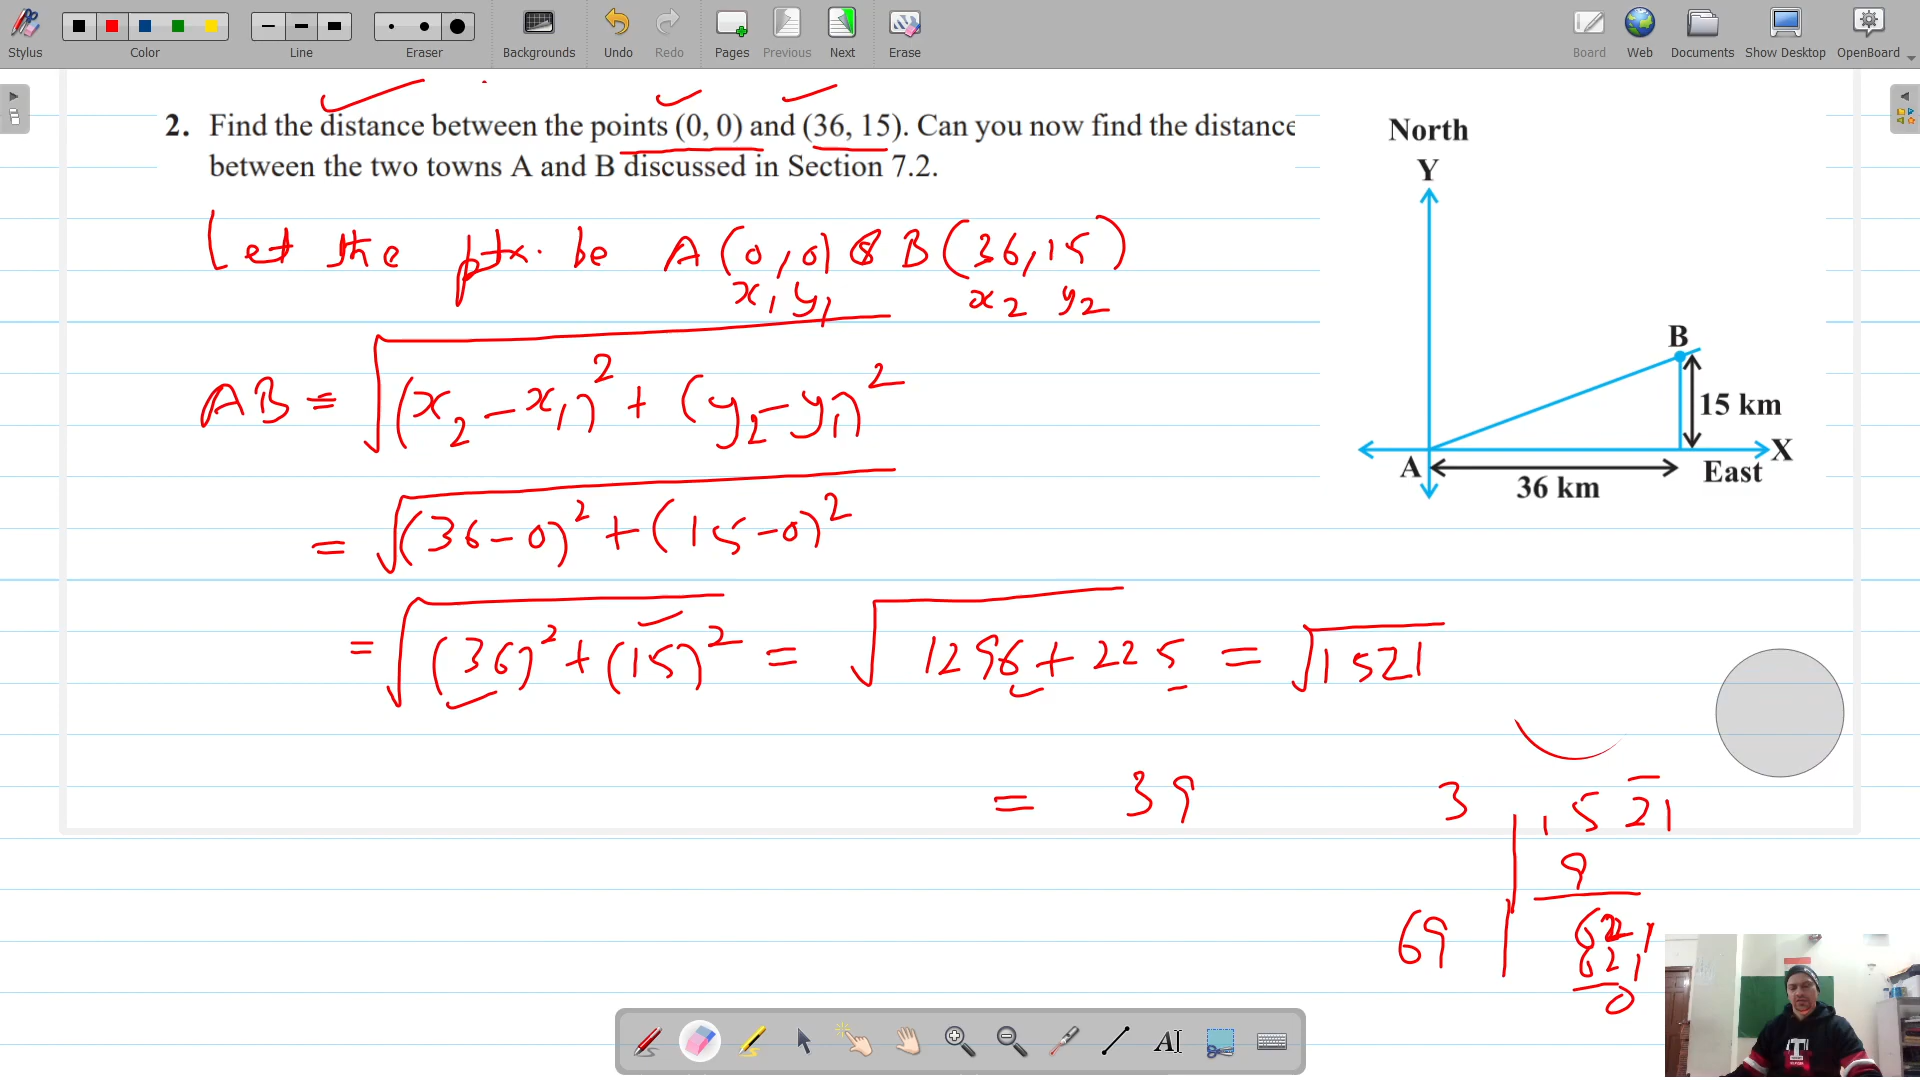 Stylus Color Line Eraser Backgrounds Undo Redo Pages Previous Next Erase Board Web Documents Show Desktop OpenBoard
2. Find the distance between the points (0, 0) and (36, 15). Can you now find the distance
between the two towns A and B discussed in Section 7.2.
Let the pts. be A (0, 0) & B (36, 15)
x₁ y₁ x₂ y₂
AB = √(x₂ - x₁)² + (y₂ - y₁)²
= √(36-0)² + (15-0)²
= √(36)² + (15)² = √1296 + 225 = √1521
= 39
3 1521
9
69 621
621
0
North
Y
B
15 km
X
A
East
36 km